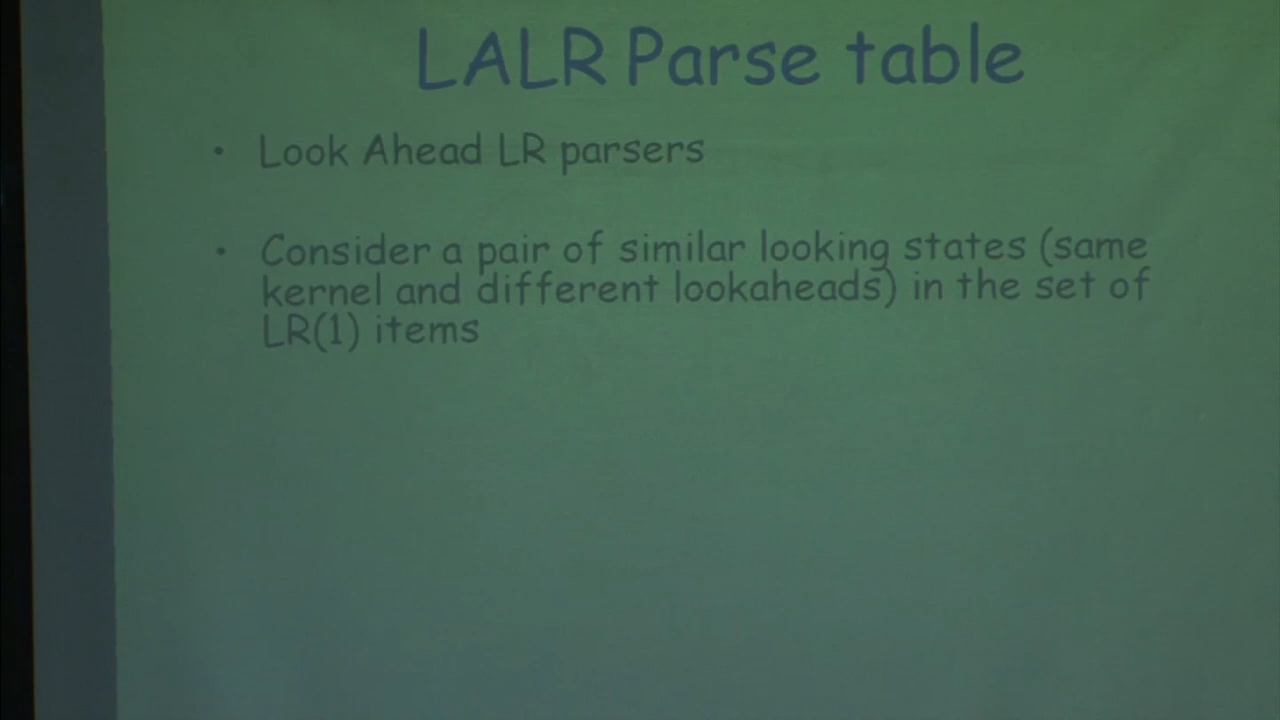 LALR Parse table
• Look Ahead LR parsers
• Consider a pair of similar looking states (same
kernel and different lookaheads) in the set of
LR(1) items